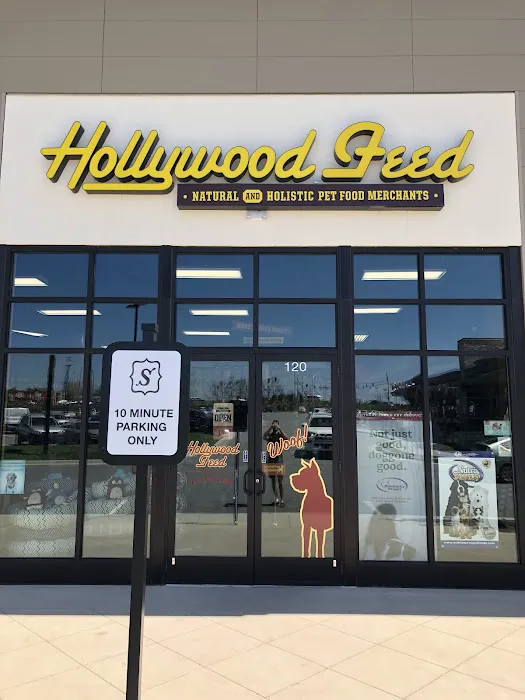 Hollywood Feed
• NATURAL AND HOLISTIC PET FOOD MERCHANTS •
120
S
10 MINUTE
PARKING
ONLY
OPEN
Hollywood
Feed
Woof!
Not just
good,
doggone
good.